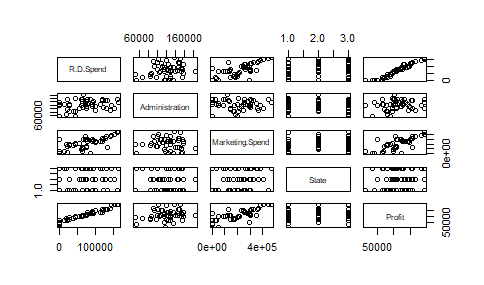 60000 160000 1.0 2.0 3.0
R.D.Spend 0
60000 Administration
Marketing.Spend 0e+00
1.0 State
Profit 50000
0 100000 0e+00 4e+05 50000